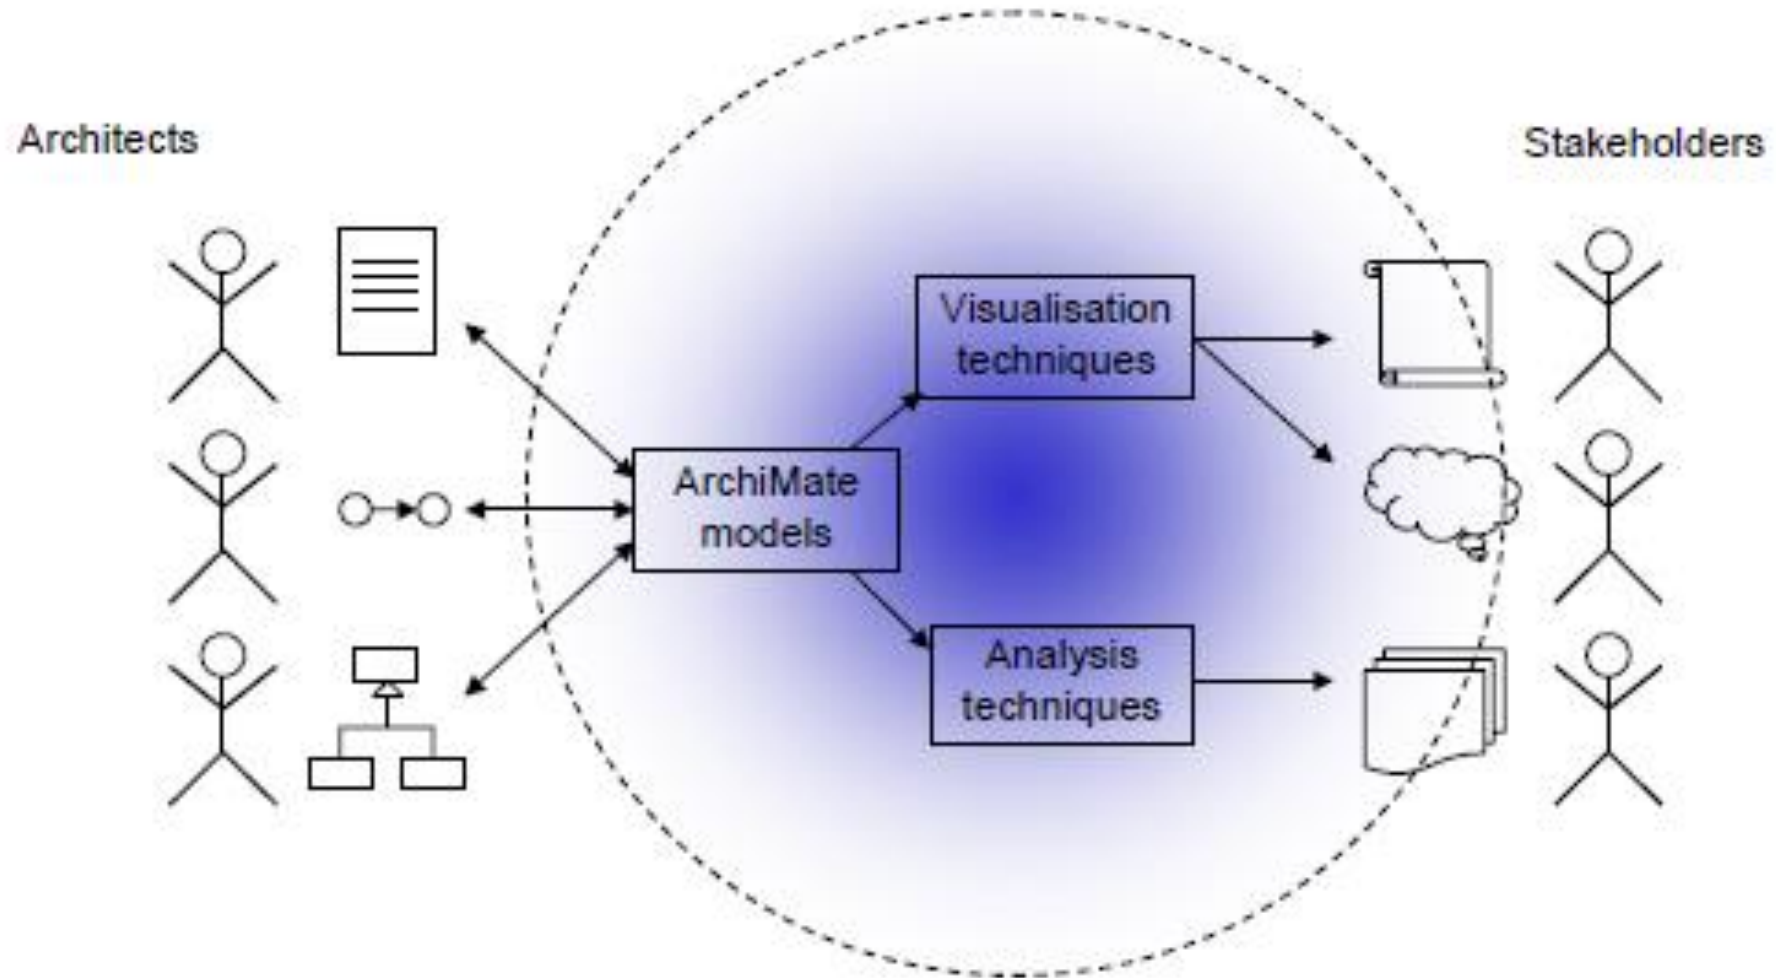 Architects
Stakeholders
Visualisation
techniques
ArchiMate
models
Analysis
techniques